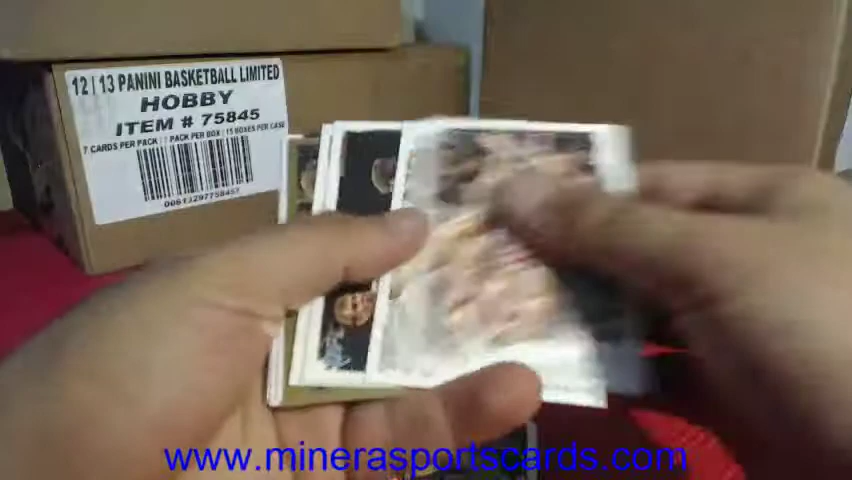 12 | 13 PANINI BASKETBALL LIMITED
HOBBY
ITEM # 75845
7 CARDS PER PACK | 1 PACK PER BOX | 15 BOXES PER CASE
www.minerasportscards.com